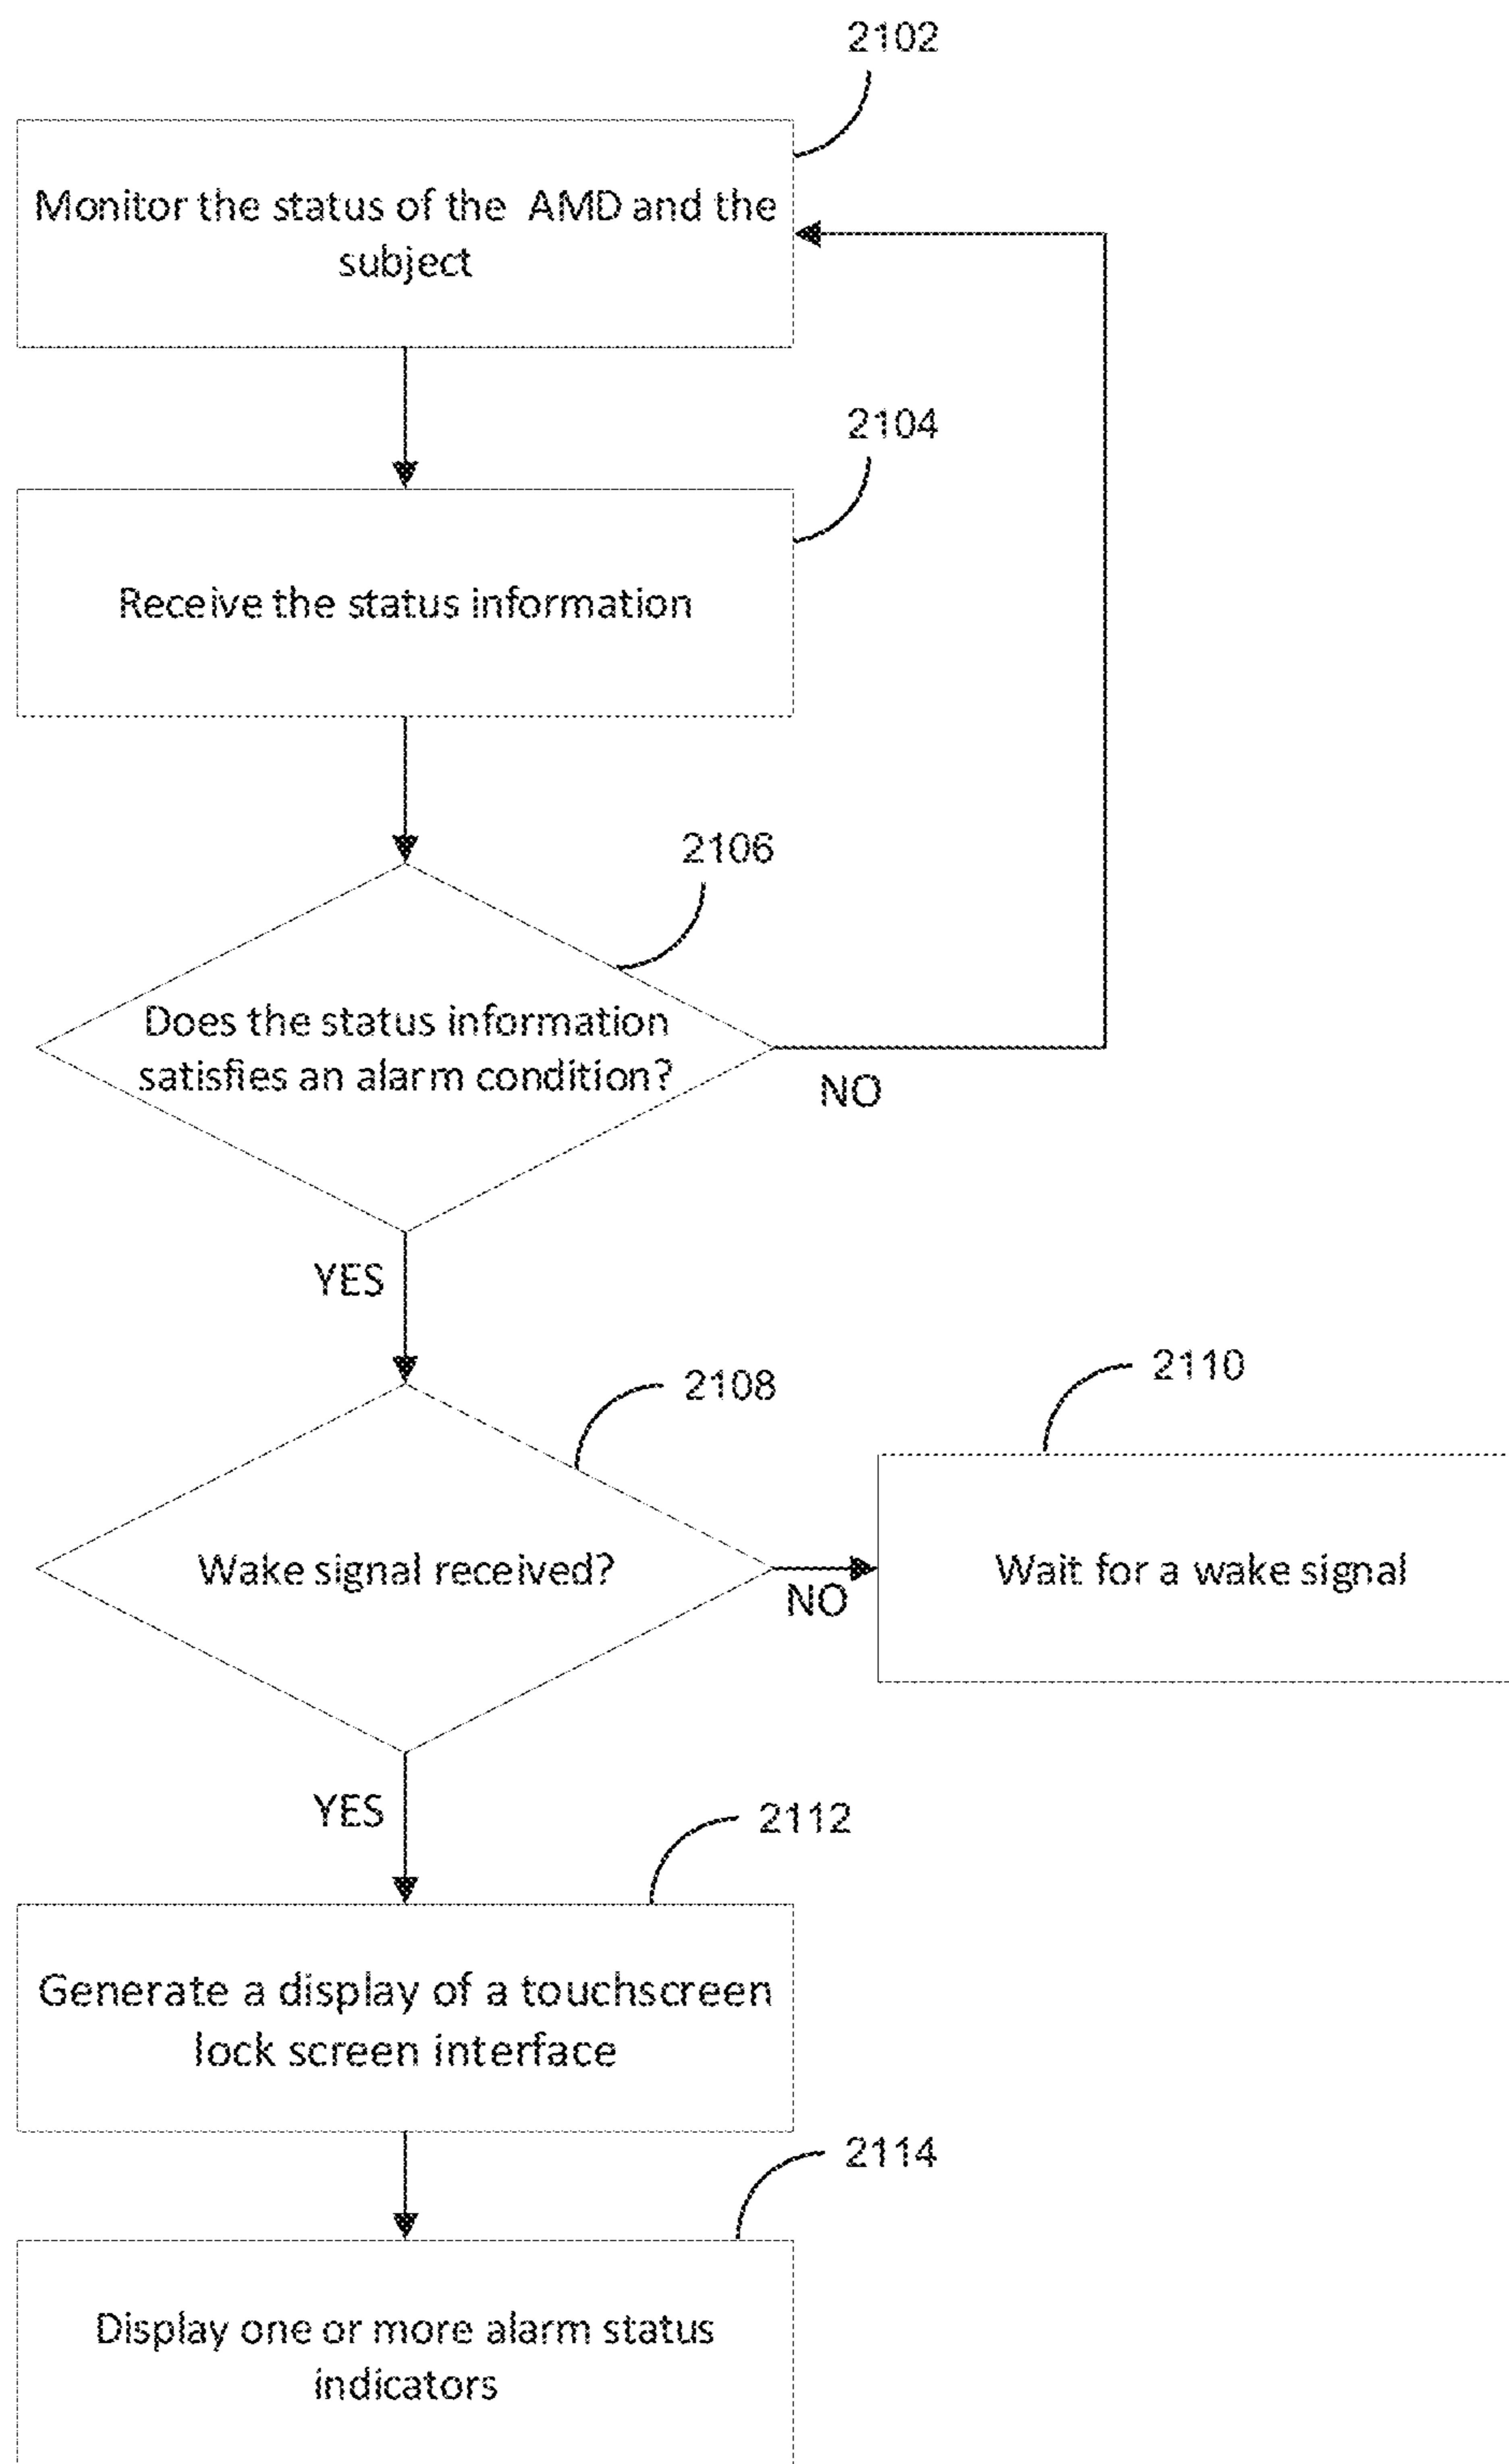 2102
Monitor the status of the AMD and the
subject
2104
Receive the status information
2106
Does the status information
satisfies an alarm condition?
NO
YES
2108
2110
Wake signal received?
NO
Wait for a wake signal
YES
2112
Generate a display of a touchscreen
lock screen interface
2114
Display one or more alarm status
indicators